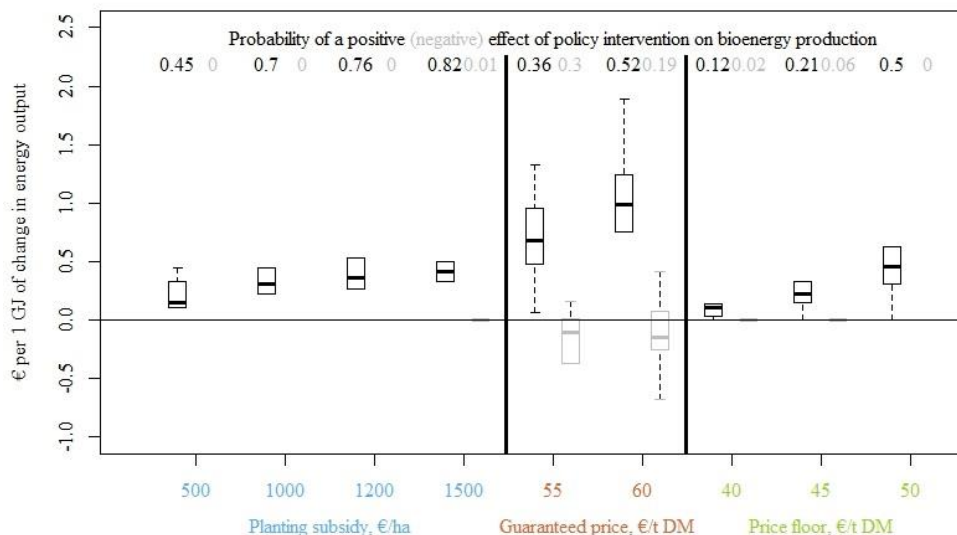 Probability of a positive (negative) effect of policy intervention on bioenergy production
0.45 0 0.7 0 0.76 0 0.82 0.01 0.36 0.3 0.52 0.19 0.12 0.02 0.21 0.06 0.5 0
€ per 1 GJ of change in energy output
2.5
2.0
1.5
1.0
0.5
0.0
-0.5
-1.0
500 1000 1200 1500 55 60 40 45 50
Planting subsidy, €/ha Guaranteed price, €/t DM Price floor, €/t DM